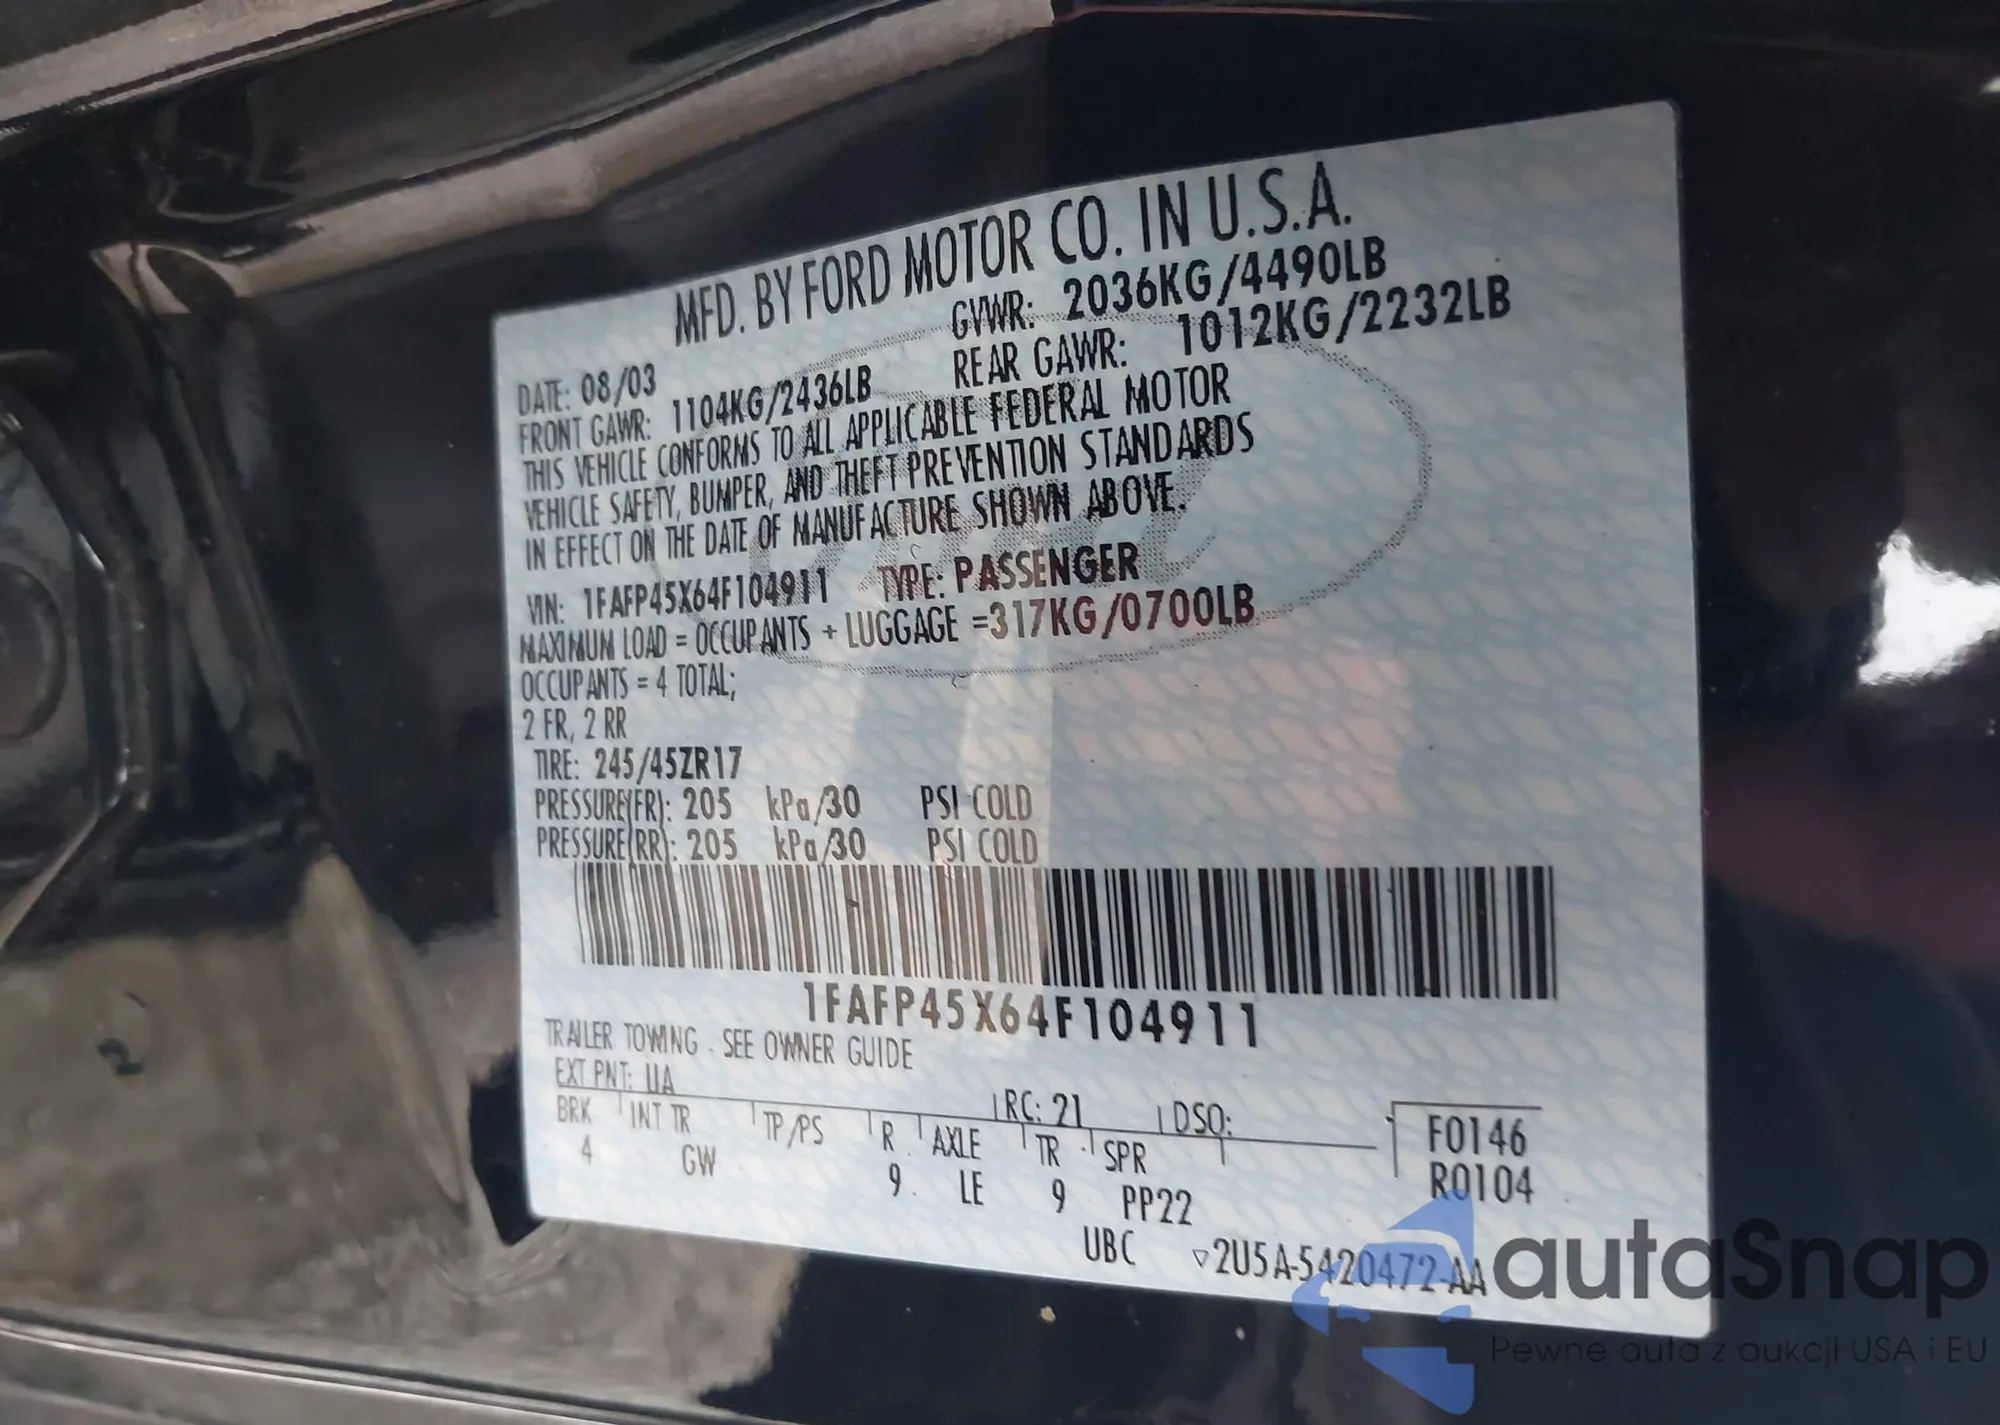 MFD. BY FORD MOTOR CO. IN U.S.A.
DATE: 08/03 GVWR: 2036KG/4490LB
FRONT GAWR: 1104KG/2436LB REAR GAWR: 1012KG/2232LB
THIS VEHICLE CONFORMS TO ALL APPLICABLE FEDERAL MOTOR
VEHICLE SAFETY, BUMPER, AND THEFT PREVENTION STANDARDS
IN EFFECT ON THE DATE OF MANUFACTURE SHOWN ABOVE.
VIN: 1FAFP45X64F104911 TYPE: PASSENGER
MAXIMUM LOAD = OCCUPANTS + LUGGAGE =317KG/0700LB
OCCUPANTS = 4 TOTAL;
2 FR, 2 RR
TIRE: 245/45ZR17
PRESSURE(FR): 205 kPa/30 PSI COLD
PRESSURE(RR): 205 kPa/30 PSI COLD
1FAFP45X64F104911
TRAILER TOWING - SEE OWNER GUIDE
EXT PNT: UA RC: 21 DSO: F0146
BRK INT TR TP/PS R AXLE TR SPR R0104
4 GW 9 LE 9 PP22
UBC ▽2U5A-5420472-AA
autaSnap
Pewne auta z aukcji USA i EU